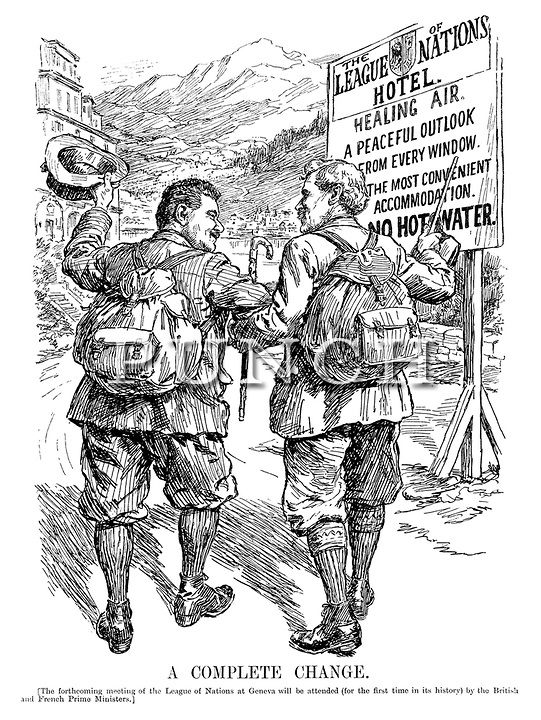 THE OF
LEAGUE NATIONS
HOTEL.
HEALING AIR.
A PEACEFUL OUTLOOK
FROM EVERY WINDOW.
THE MOST CONVENIENT
ACCOMMODATION.
NO HOT WATER.
PUNCH
A COMPLETE CHANGE.
[The forthcoming meeting of the League of Nations at Geneva will be attended (for the first time in its history) by the British
and French Prime Ministers.]